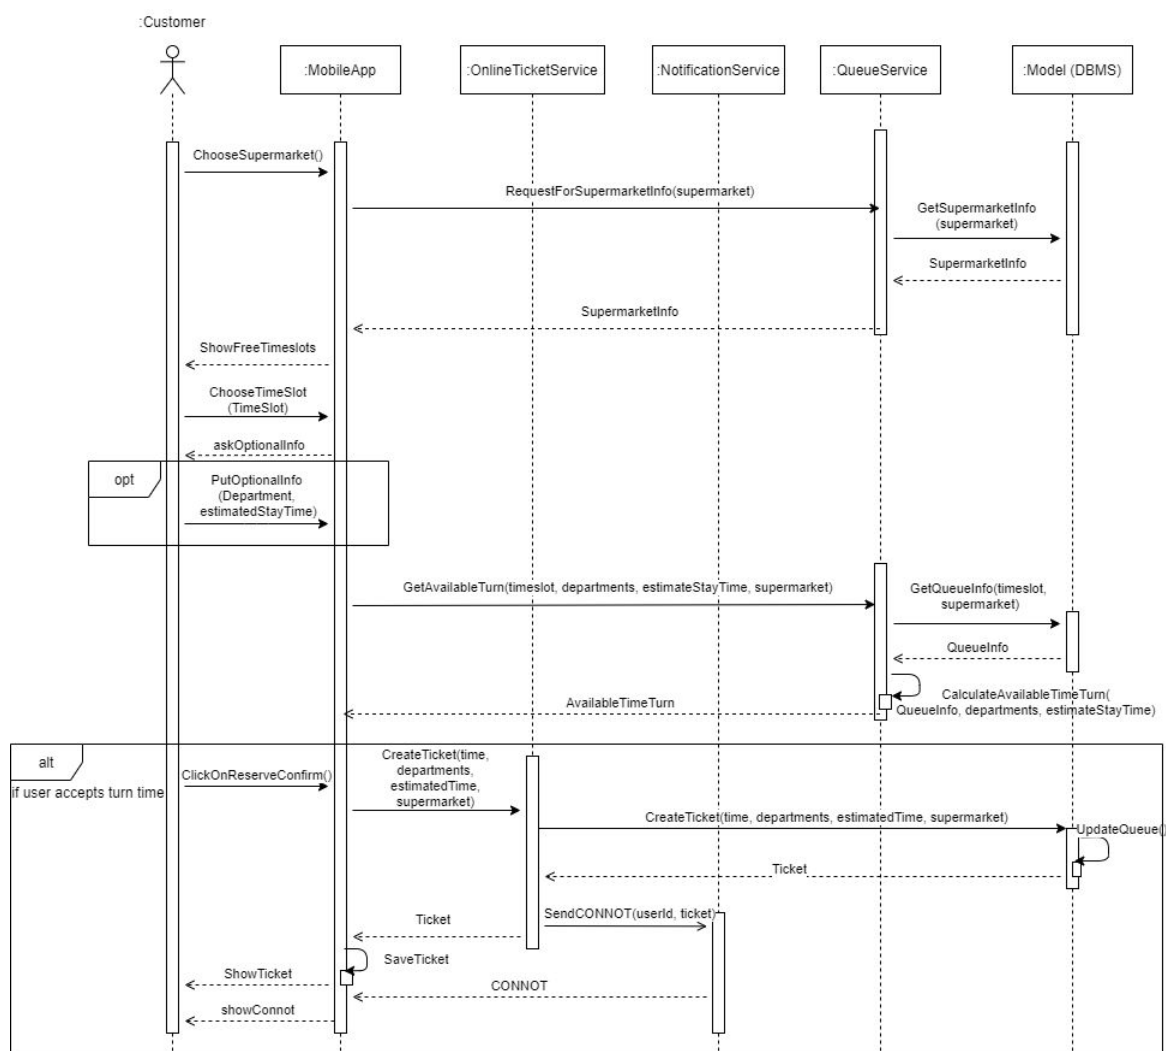 :Customer
:MobileApp
:OnlineTicketService
:NotificationService
:QueueService
:Model (DBMS)
ChooseSupermarket()
RequestForSupermarketInfo(supermarket)
GetSupermarketInfo
(supermarket)
SupermarketInfo
SupermarketInfo
ShowFreeTimeslots
ChooseTimeSlot
(TimeSlot)
askOptionalInfo
opt
PutOptionalInfo
(Department,
estimatedStayTime)
GetAvailableTurn(timeslot, departments, estimateStayTime, supermarket)
GetQueueInfo(timeslot,
supermarket)
QueueInfo
CalculateAvailableTimeTurn(
QueueInfo, departments, estimateStayTime)
AvailableTimeTurn
alt
if user accepts turn time
ClickOnReserveConfirm()
CreateTicket(time,
departments,
estimatedTime,
supermarket)
CreateTicket(time, departments, estimatedTime, supermarket)
UpdateQueue()
Ticket
SendCONNOT(userId, ticket)
Ticket
SaveTicket
ShowTicket
CONNOT
showConnot